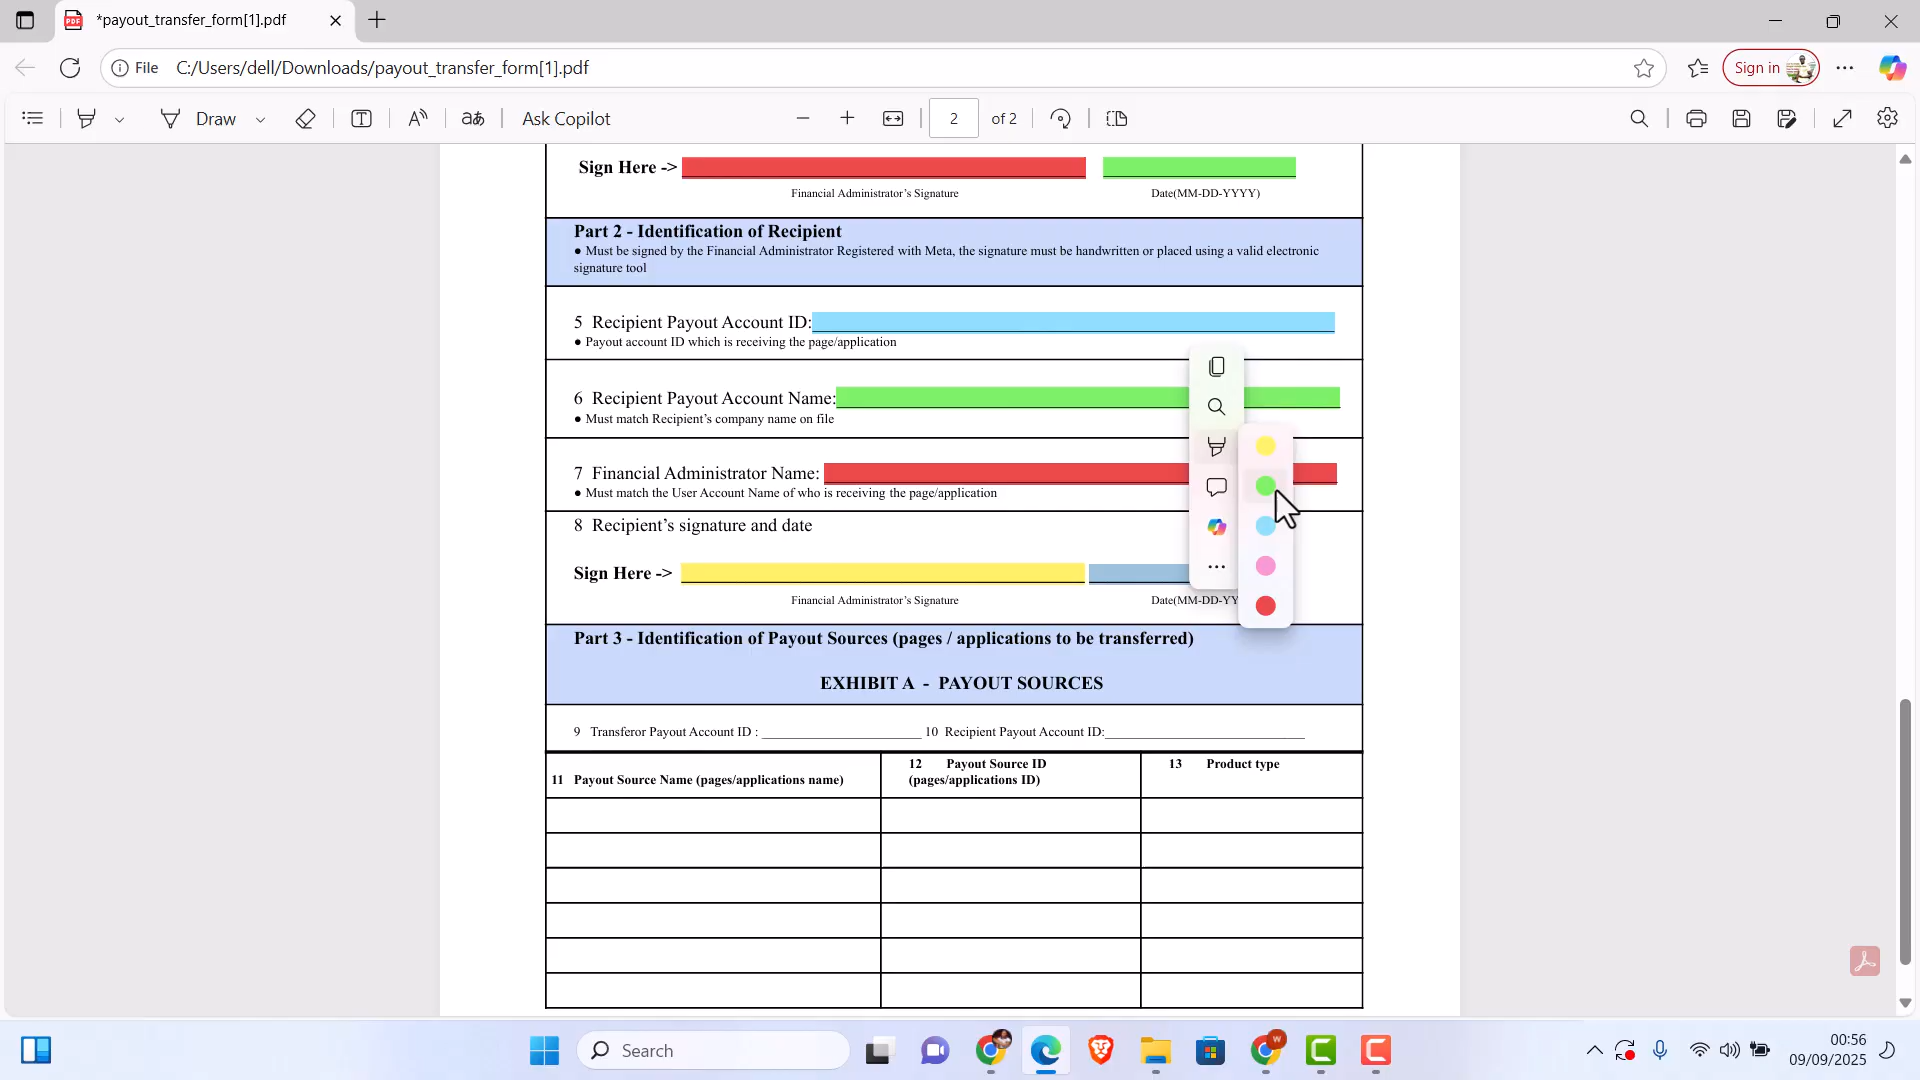 *payout_transfer_form[1].pdf
File C:/Users/dell/Downloads/payout_transfer_form[1].pdf
Sign in
Draw
Ask Copilot
2 of 2
Sign Here ->
Financial Administrator’s Signature Date(MM-DD-YYYY)
Part 2 - Identification of Recipient
● Must be signed by the Financial Administrator Registered with Meta, the signature must be handwritten or placed using a valid electronic
signature tool
5 Recipient Payout Account ID:
● Payout account ID which is receiving the page/application
6 Recipient Payout Account Name:
● Must match Recipient’s company name on file
7 Financial Administrator Name:
● Must match the User Account Name of who is receiving the page/application
8 Recipient’s signature and date
Sign Here ->
Financial Administrator’s Signature Date(MM-DD-YY
Part 3 - Identification of Payout Sources (pages / applications to be transferred)
EXHIBIT A - PAYOUT SOURCES
9 Transferor Payout Account ID : ________________________ 10 Recipient Payout Account ID:______________________________
11 Payout Source Name (pages/applications name)
12 Payout Source ID
(pages/applications ID)
13 Product type
Search
00:56
09/09/2025